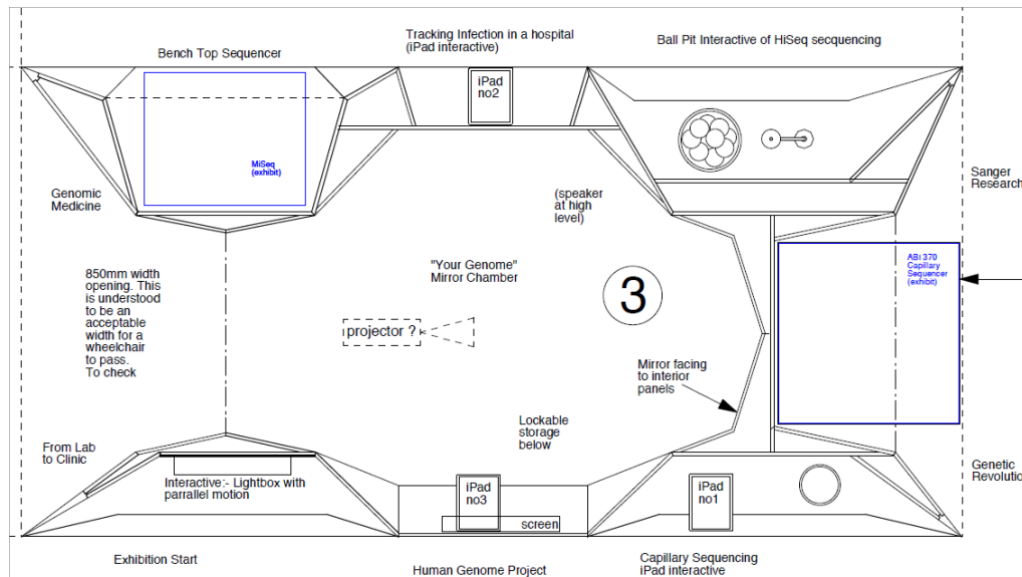 Tracking Infection in a hospital
(iPad interactive)
Bench Top Sequencer
Ball Pit Interactive of HiSeq secquencing
iPad
no2
MiSeq
(exhibit)
Genomic
Medicine
(speaker
at high
level)
Sanger
Research
850mm width
opening. This
is understood
to be an
acceptable
width for a
wheelchair
to pass.
To check
"Your Genome"
Mirror Chamber
3
ABI 370
Capillary
Sequencer
(exhibit)
projector ?
Mirror facing
to interior
panels
Lockable
storage
below
From Lab
to Clinic
Interactive:- Lightbox with
parrallel motion
iPad
no3
screen
iPad
no1
Genetic
Revolutio
Exhibition Start
Human Genome Project
Capillary Sequencing
iPad interactive